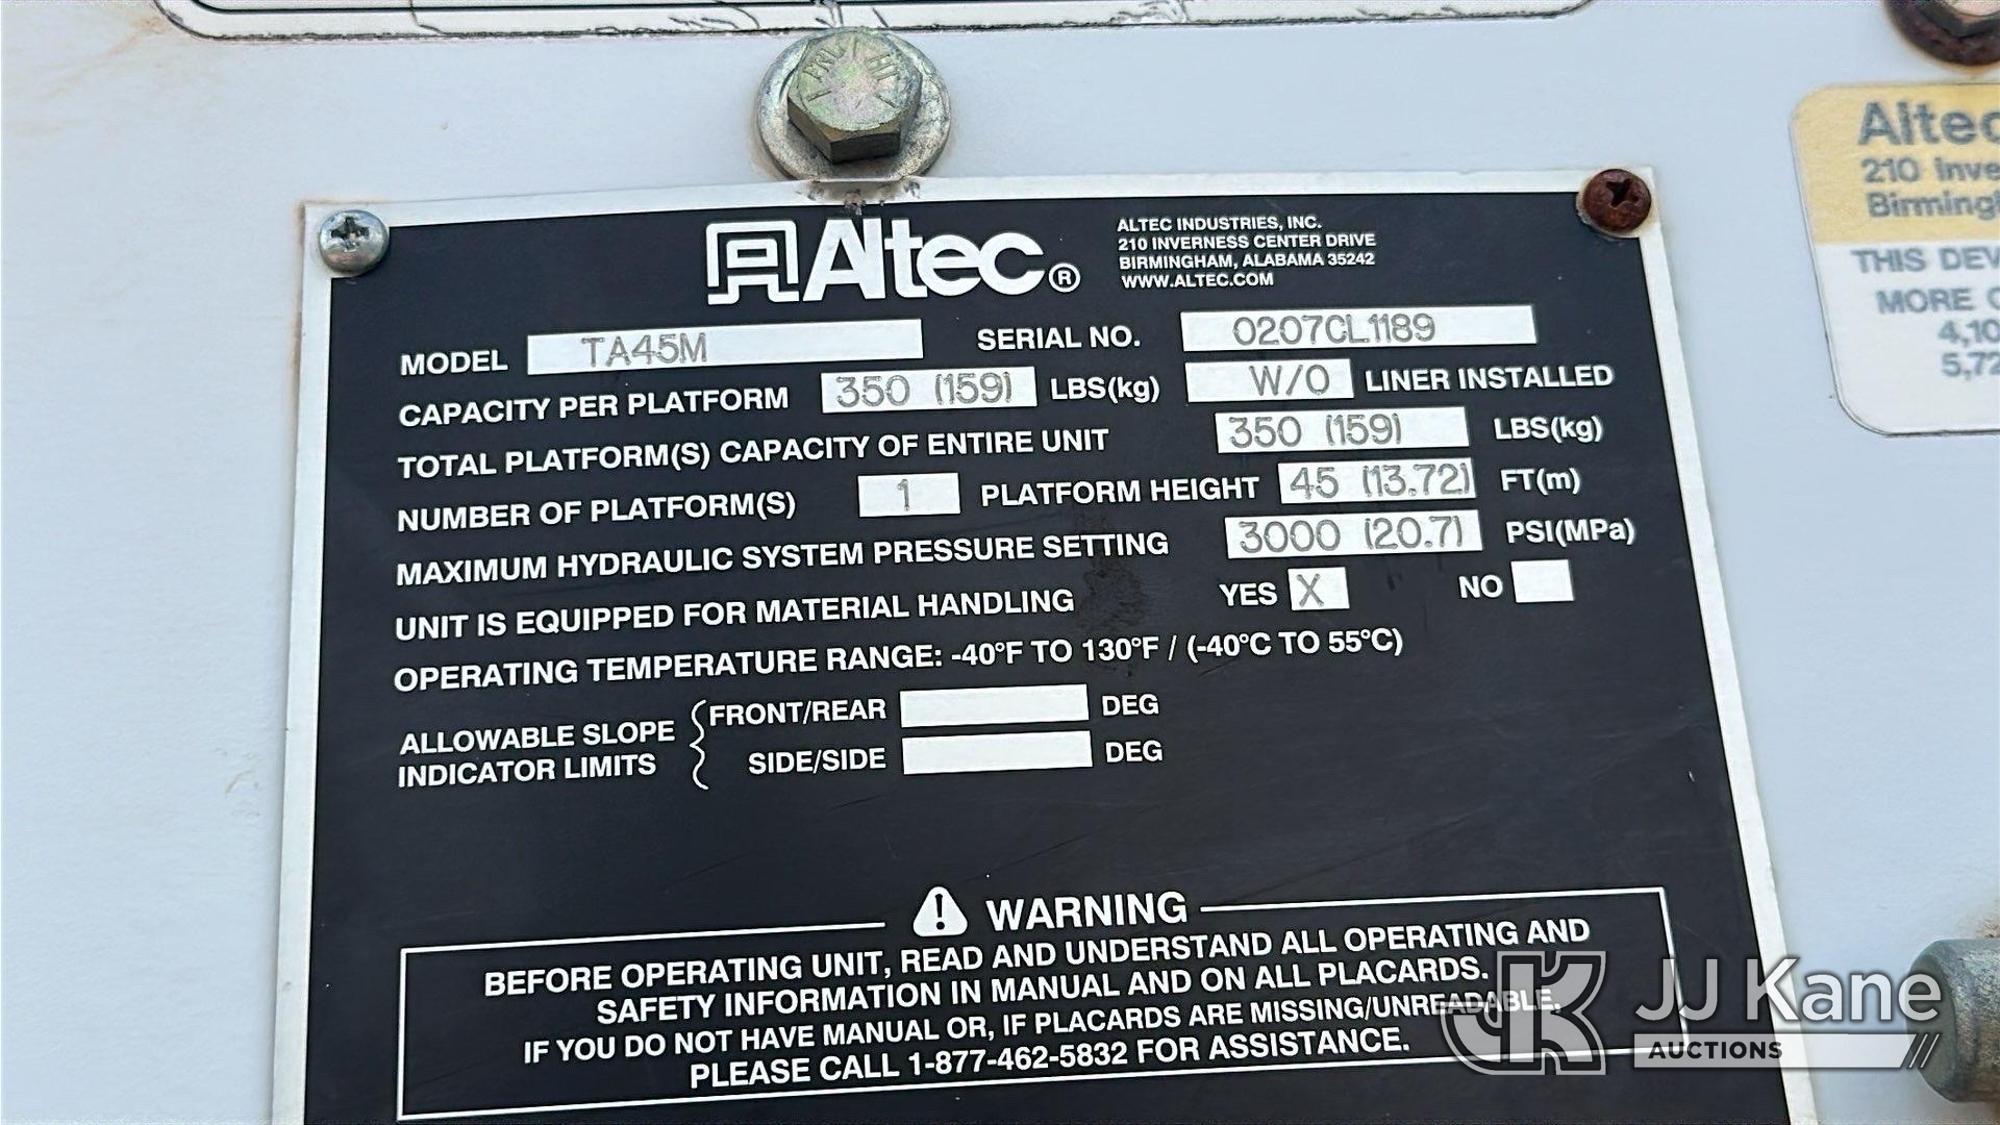 Altec®
ALTEC INDUSTRIES, INC.
210 INVERNESS CENTER DRIVE
BIRMINGHAM, ALABAMA 35242
WWW.ALTEC.COM
MODEL TA45M SERIAL NO. 0207CL1189
CAPACITY PER PLATFORM 350 (159) LBS(kg) W/O LINER INSTALLED
TOTAL PLATFORM(S) CAPACITY OF ENTIRE UNIT 350 (159) LBS(kg)
NUMBER OF PLATFORM(S) 1 PLATFORM HEIGHT 45 (13.72) FT(m)
MAXIMUM HYDRAULIC SYSTEM PRESSURE SETTING 3000 (20.7) PSI(MPa)
UNIT IS EQUIPPED FOR MATERIAL HANDLING YES X NO
OPERATING TEMPERATURE RANGE: -40°F TO 130°F / (-40°C TO 55°C)
ALLOWABLE SLOPE INDICATOR LIMITS
FRONT/REAR DEG
SIDE/SIDE DEG
WARNING
BEFORE OPERATING UNIT, READ AND UNDERSTAND ALL OPERATING AND
SAFETY INFORMATION IN MANUAL AND ON ALL PLACARDS.
IF YOU DO NOT HAVE MANUAL OR, IF PLACARDS ARE MISSING/UNREADABLE,
PLEASE CALL 1-877-462-5832 FOR ASSISTANCE.
Altec
210 Inve
Birming
THIS DEV
MORE
4,10
5,72
JK JJ Kane
AUCTIONS